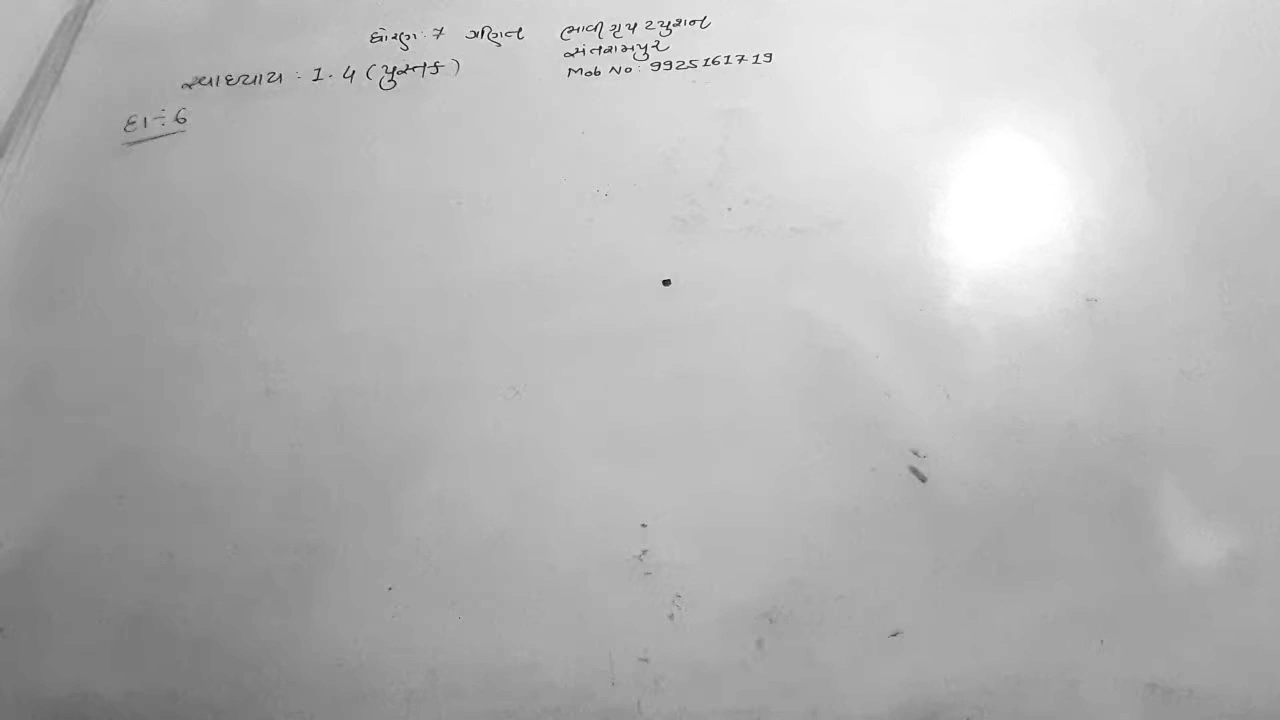 ધોરણ: 7 ગણિત
ભાવી ગૃપ ટ્યુશન
સંતરામપુર
Mob No: 9925161719
સ્વાધ્યાય: 1.4 (પુસ્તક)
દા ÷ 6